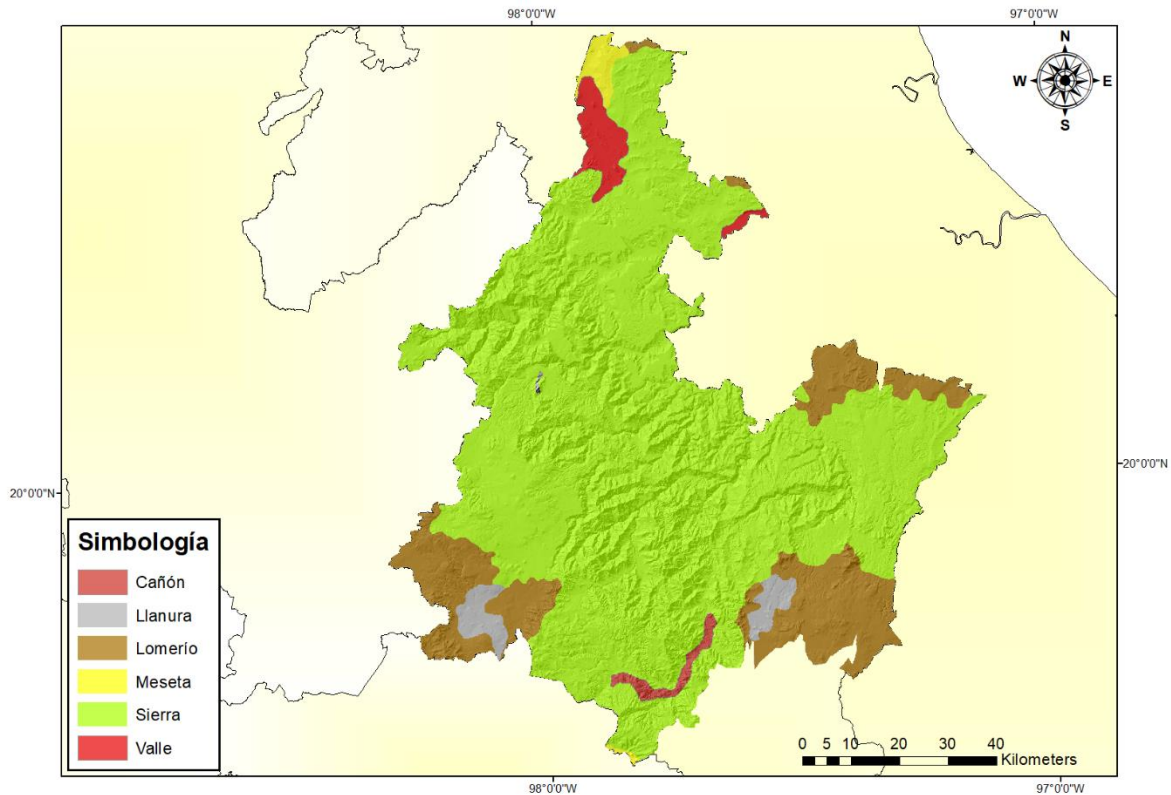 98°0'0"W 97°0'0"W
N
W E
S
20°0'0"N
20°0'0"N
Simbología
Cañón
Llanura
Lomerío
Meseta
Sierra
Valle
0 5 10 20 30 40
Kilometers
98°0'0"W 97°0'0"W